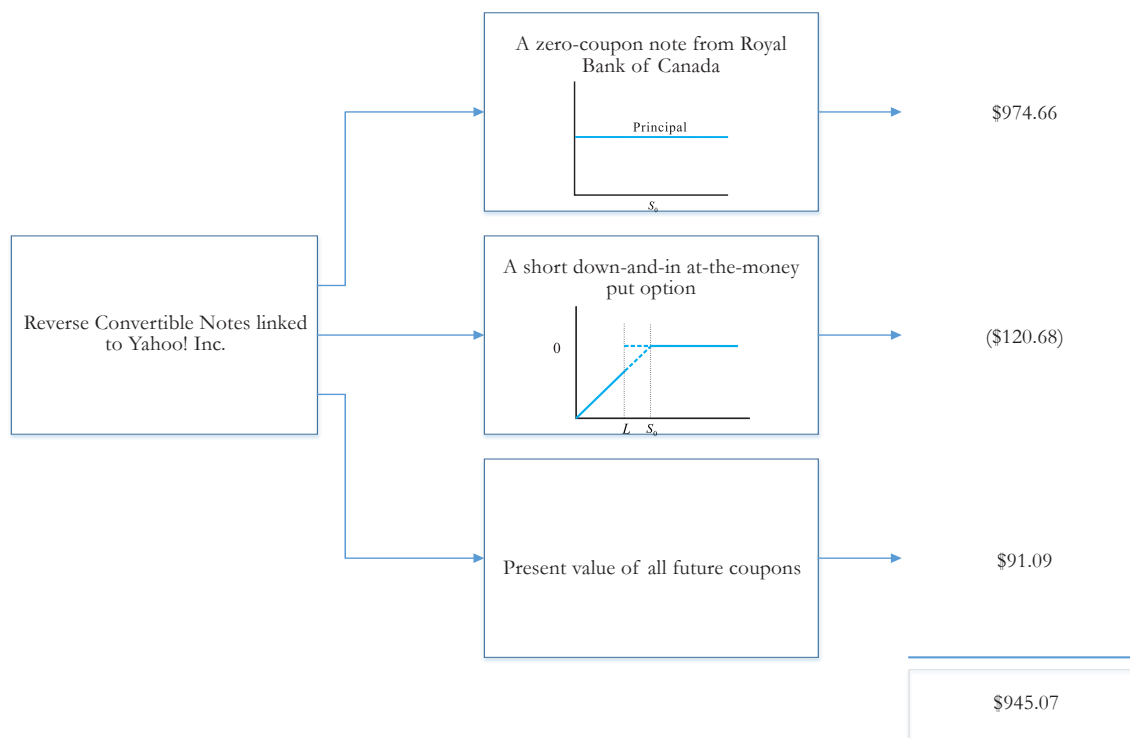 A zero-coupon note from Royal
Bank of Canada
Principal
S₀
$974.66
Reverse Convertible Notes linked
to Yahoo! Inc.
A short down-and-in at-the-money
put option
0
L S₀
($120.68)
Present value of all future coupons
$91.09
$945.07